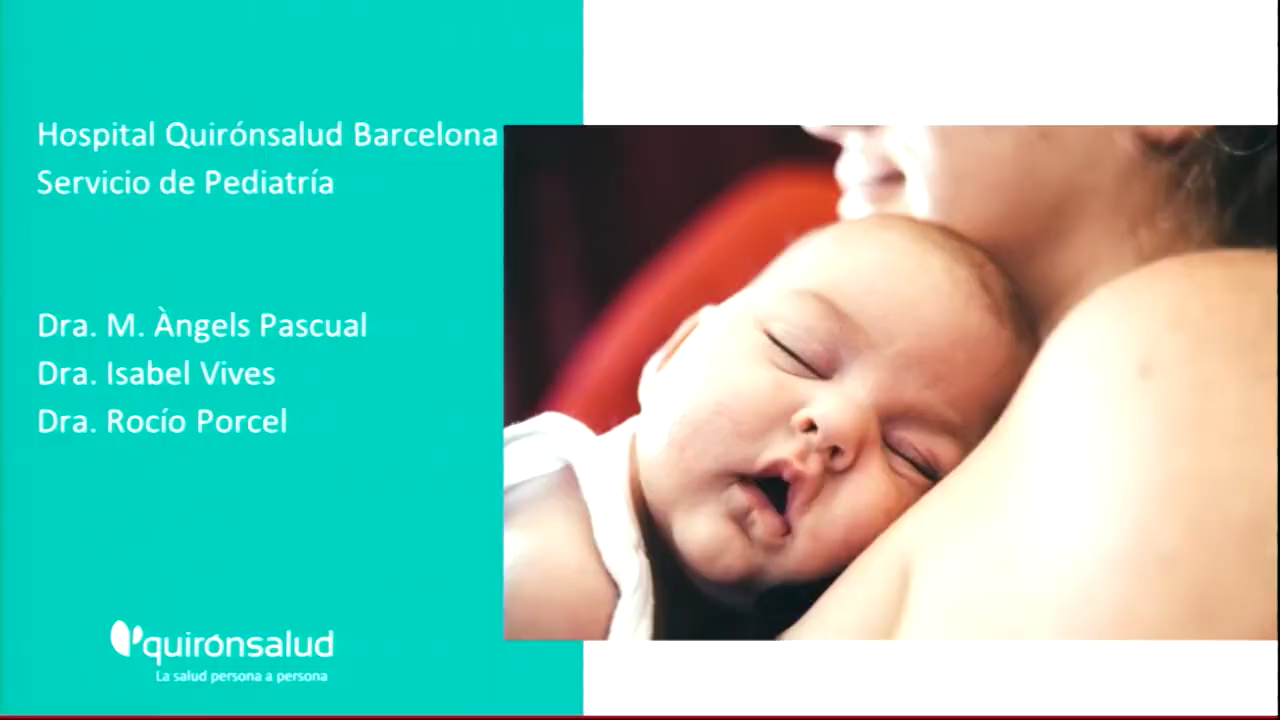 Hospital Quirónsalud Barcelona
Servicio de Pediatría
Dra. M. Àngels Pascual
Dra. Isabel Vives
Dra. Rocío Porcel
quirónsalud
La salud persona a persona